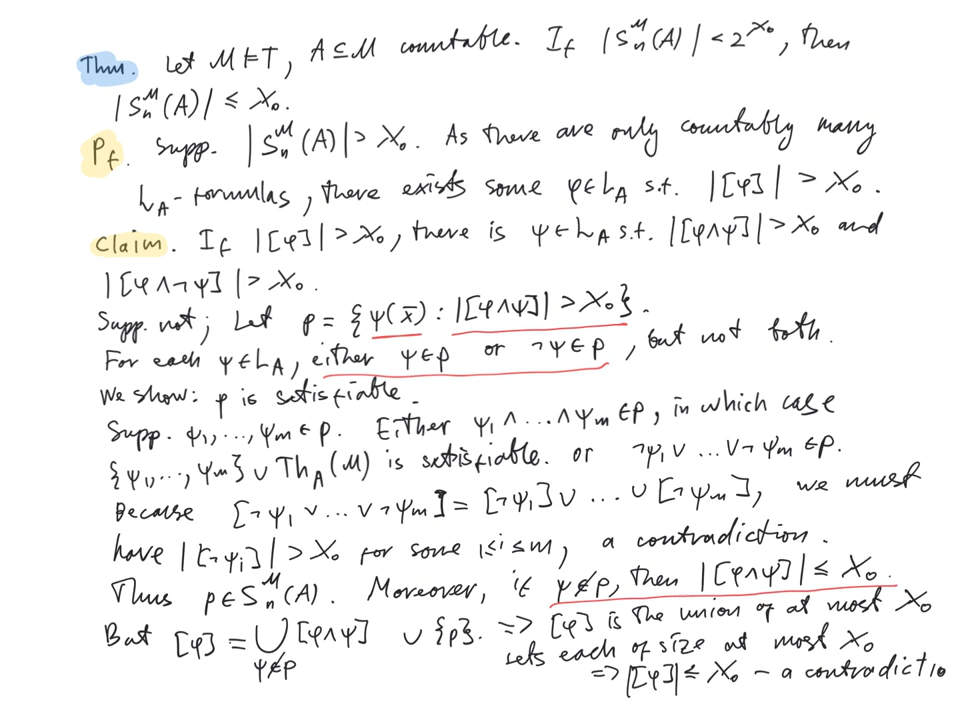 Thm. Let M ⊨ T, A ⊆ M countable. If |Sₙᴹ(A)| < 2^ℵ₀, then
|Sₙᴹ(A)| ≤ ℵ₀.
Pf. Supp. |Sₙᴹ(A)| > ℵ₀. As there are only countably many
L_A-formulas, there exists some φ ∈ L_A s.t. |[φ]| > ℵ₀.
Claim. If |[φ]| > ℵ₀, there is ψ ∈ L_A s.t. |[φ∧ψ]| > ℵ₀ and
|[φ∧¬ψ]| > ℵ₀.
Supp. not; Let p = {ψ(x̄) : |[φ∧ψ]| > ℵ₀}.
For each ψ ∈ L_A, either ψ ∈ p or ¬ψ ∈ p, but not both.
We show: p is satisfiable.
Supp. ψ₁, ..., ψₘ ∈ p. Either ψ₁ ∧ ... ∧ ψₘ ∈ p, in which case
{ψ₁, ..., ψₘ} ∪ Th_A(M) is satisfiable. or ¬ψ₁ ∨ ... ∨ ¬ψₘ ∈ p.
Because [¬ψ₁ ∨ ... ∨ ¬ψₘ] = [¬ψ₁] ∪ ... ∪ [¬ψₘ], we must
have |[¬ψᵢ]| > ℵ₀ for some 1≤i≤m, a contradiction.
Thus p ∈ Sₙᴹ(A). Moreover, if ψ ∉ p, then |[φ∧ψ]| ≤ ℵ₀.
But [φ] = ⋃_{ψ∉p} [φ∧ψ] ∪ {p}. => [φ] is the union of at most ℵ₀
sets each of size at most ℵ₀
=> |[φ]| ≤ ℵ₀ - a contradictio